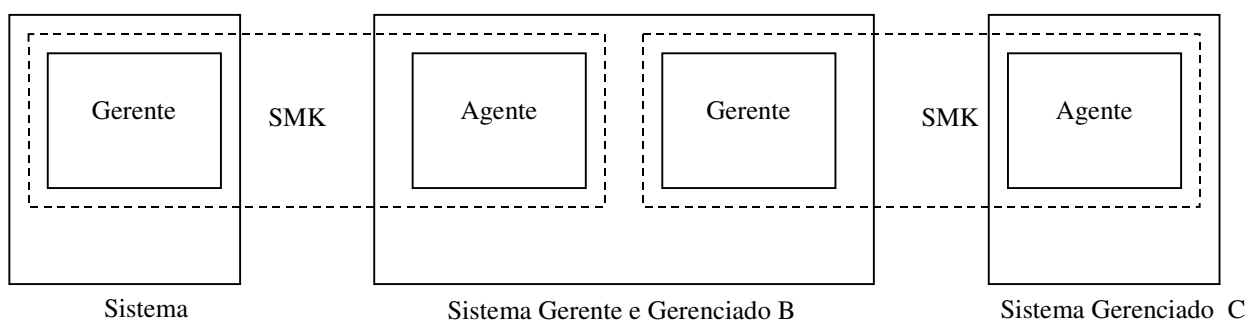 Gerente
SMK
Agente
Gerente
SMK
Agente
Sistema
Sistema Gerente e Gerenciado B
Sistema Gerenciado C